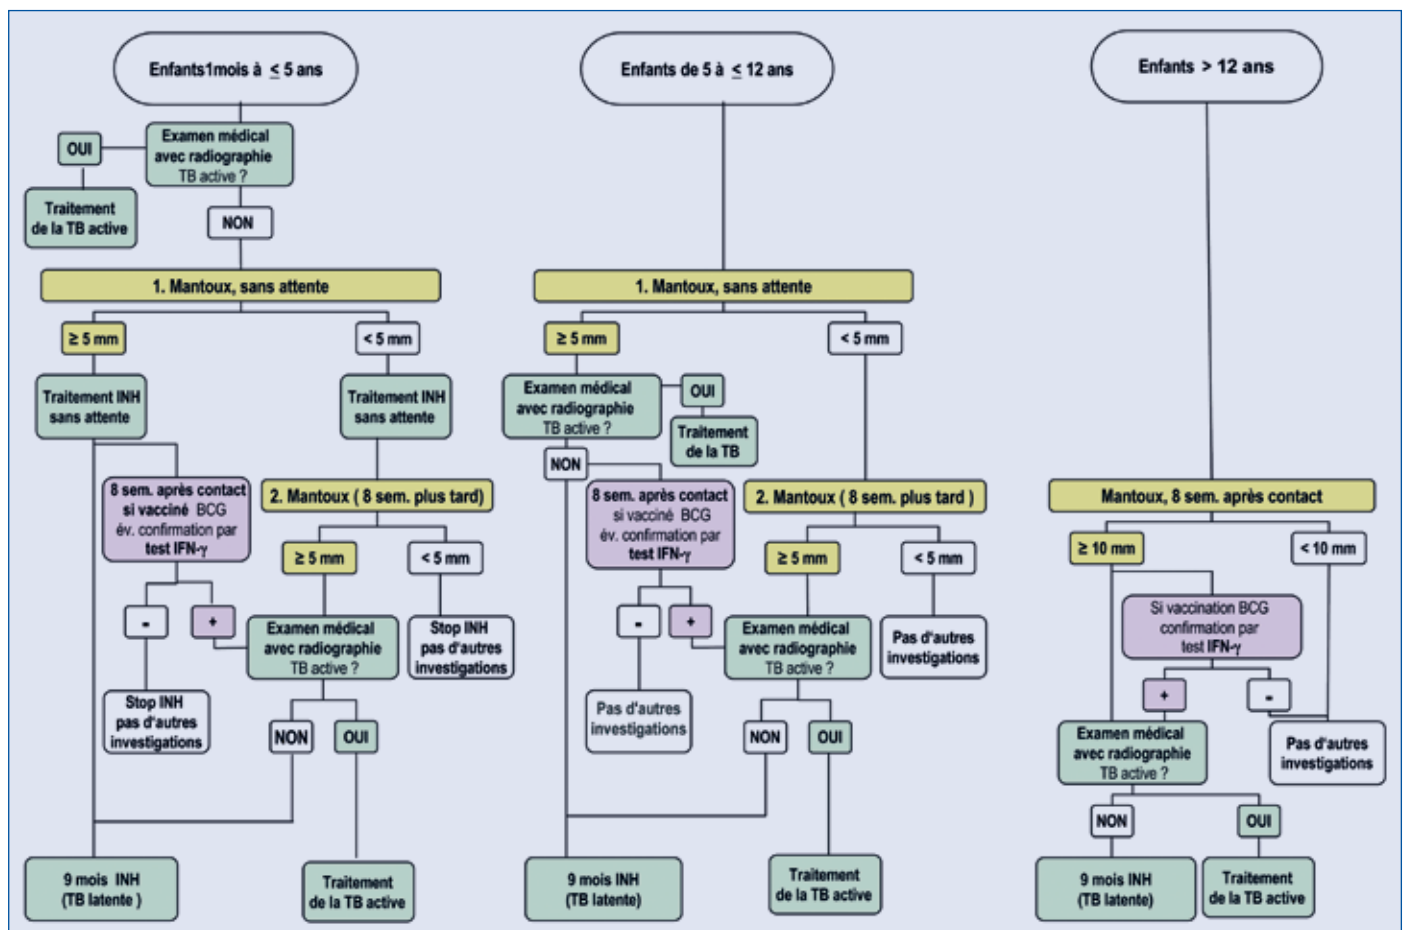 Enfants1mois à ≤ 5 ans
Examen médical
avec radiographie
TB active ?
OUI
Traitement
de la TB active
NON
1. Mantoux, sans attente
≥ 5 mm
< 5 mm
Traitement INH
sans attente
Traitement INH
sans attente
8 sem. après contact
si vacciné BCG
év. confirmation par
test IFN-γ
2. Mantoux ( 8 sem. plus tard)
≥ 5 mm
< 5 mm
-
+
Examen médical
avec radiographie
TB active ?
Stop INH
pas d'autres
investigations
Stop INH
pas d'autres
investigations
NON
OUI
9 mois INH
(TB latente )
Traitement
de la TB active
Enfants de 5 à ≤ 12 ans
1. Mantoux, sans attente
≥ 5 mm
< 5 mm
Examen médical
avec radiographie
TB active ?
OUI
Traitement
de la TB
NON
8 sem. après contact
si vacciné BCG
év. confirmation par
test IFN-γ
2. Mantoux ( 8 sem. plus tard )
≥ 5 mm
< 5 mm
-
+
Examen médical
avec radiographie
TB active ?
Pas d'autres
investigations
Pas d'autres
investigations
NON
OUI
9 mois INH
(TB latente)
Traitement
de la TB active
Enfants > 12 ans
Mantoux, 8 sem. après contact
≥ 10 mm
< 10 mm
Si vaccination BCG
confirmation par
test IFN-γ
+
-
Examen médical
avec radiographie
TB active ?
Pas d'autres
investigations
NON
OUI
9 mois INH
(TB latente)
Traitement
de la TB active